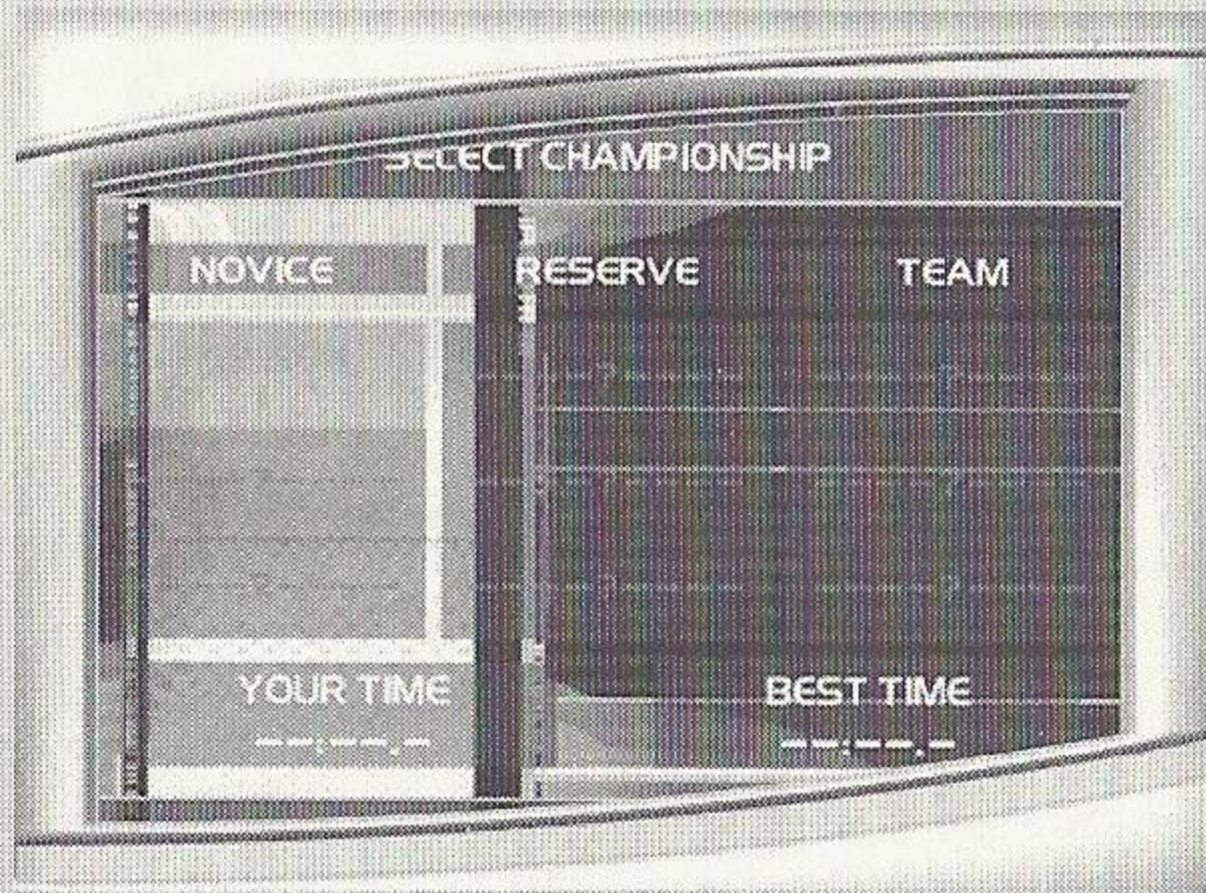 SELECT CHAMPIONSHIP
NOVICE RESERVE TEAM
YOUR TIME BEST TIME
--:--.- --:--.-